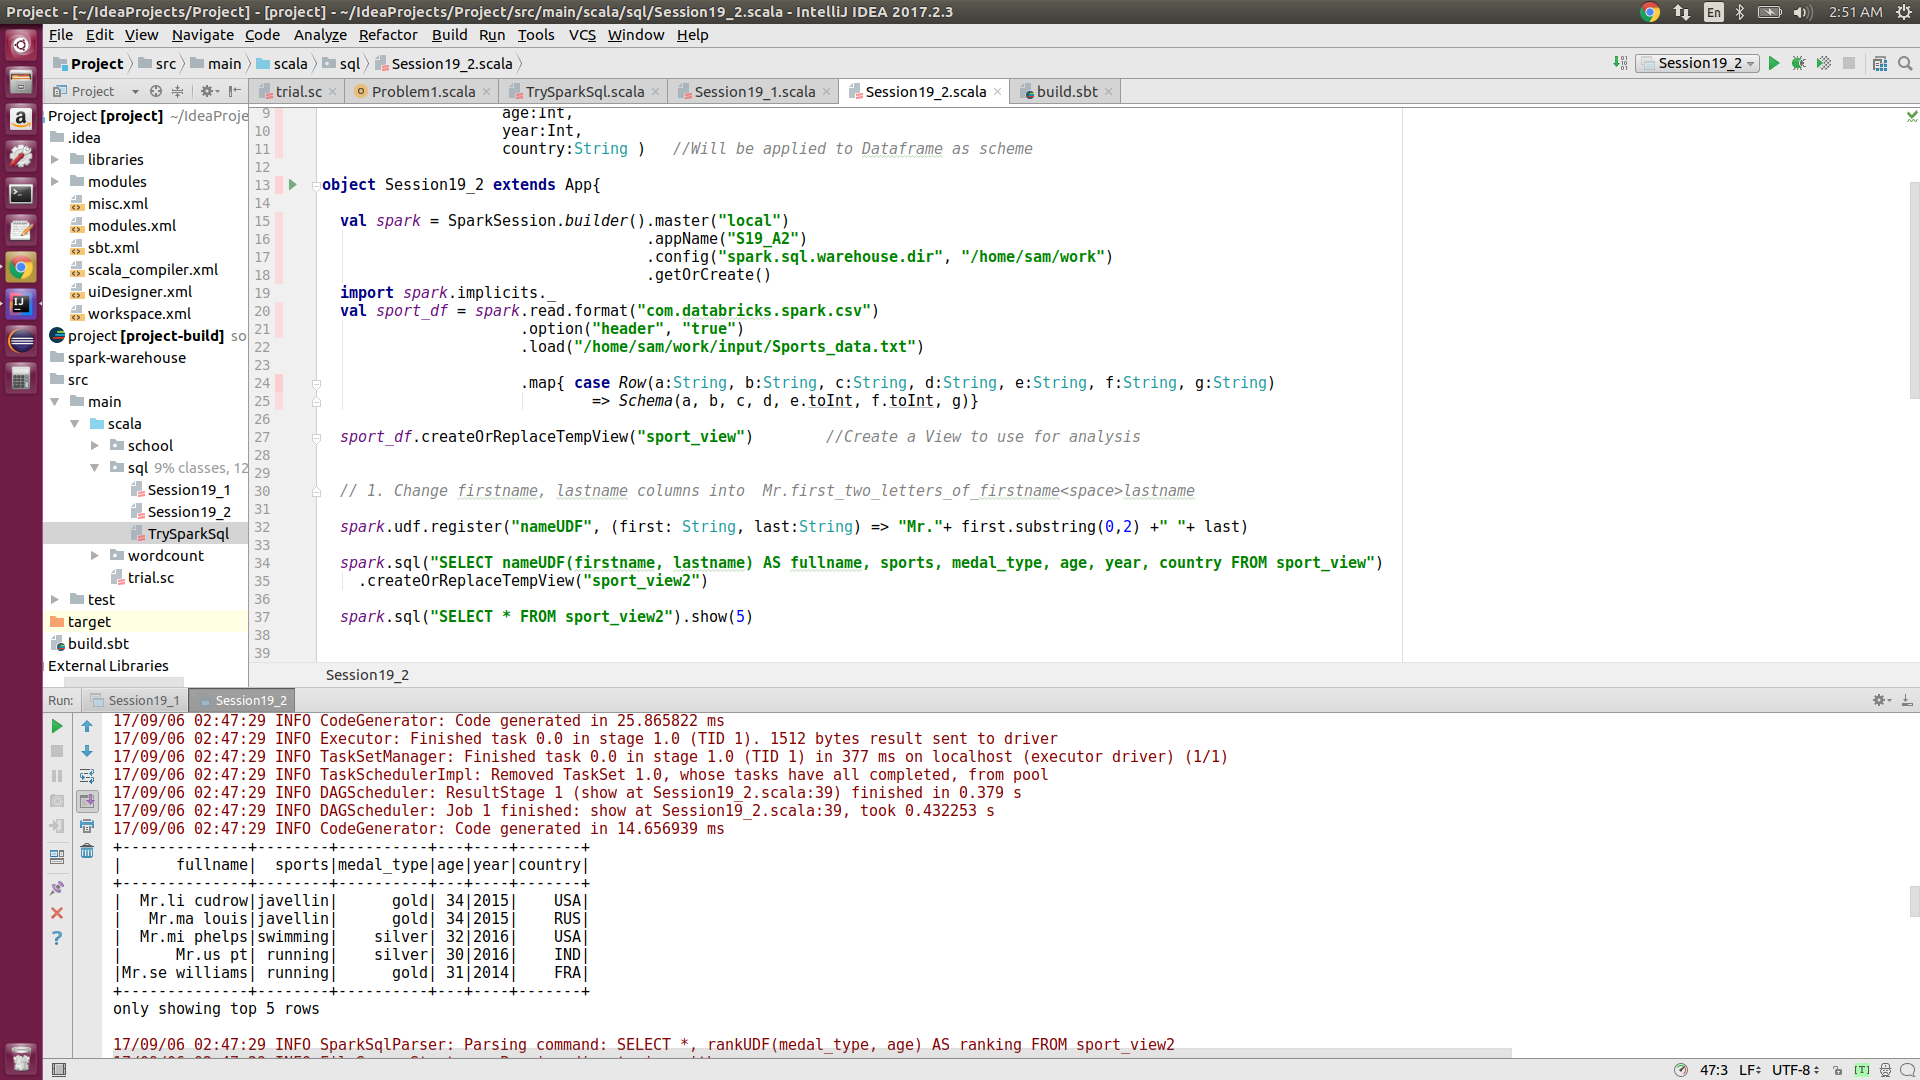 Project - [~/IdeaProjects/Project] - [project] - ~/IdeaProjects/Project/src/main/scala/sql/Session19_2.scala - IntelliJ IDEA 2017.2.3
En 2:51 AM
File Edit View Navigate Code Analyze Refactor Build Run Tools VCS Window Help
Project src main scala sql Session19_2.scala
Session19_2
Project
trial.sc Problem1.scala TrySparkSql.scala Session19_1.scala Session19_2.scala build.sbt
Project [project] ~/IdeaProje
.idea
libraries
modules
misc.xml
modules.xml
sbt.xml
scala_compiler.xml
uiDesigner.xml
workspace.xml
project [project-build] so
spark-warehouse
src
main
scala
school
sql 9% classes, 12
Session19_1
Session19_2
TrySparkSql
wordcount
trial.sc
test
target
build.sbt
External Libraries
9 age:Int,
10 year:Int,
11 country:String ) //Will be applied to Dataframe as scheme
12
13 object Session19_2 extends App{
14
15 val spark = SparkSession.builder().master("local")
16 .appName("S19_A2")
17 .config("spark.sql.warehouse.dir", "/home/sam/work")
18 .getOrCreate()
19 import spark.implicits._
20 val sport_df = spark.read.format("com.databricks.spark.csv")
21 .option("header", "true")
22 .load("/home/sam/work/input/Sports_data.txt")
23
24 .map{ case Row(a:String, b:String, c:String, d:String, e:String, f:String, g:String)
25 => Schema(a, b, c, d, e.toInt, f.toInt, g)}
26
27 sport_df.createOrReplaceTempView("sport_view") //Create a View to use for analysis
28
29
30 // 1. Change firstname, lastname columns into Mr.first_two_letters_of_firstname<space>lastname
31
32 spark.udf.register("nameUDF", (first: String, last:String) => "Mr."+ first.substring(0,2) +" "+ last)
33
34 spark.sql("SELECT nameUDF(firstname, lastname) AS fullname, sports, medal_type, age, year, country FROM sport_view")
35 .createOrReplaceTempView("sport_view2")
36
37 spark.sql("SELECT * FROM sport_view2").show(5)
38
39
Session19_2
Run: Session19_1 Session19_2
17/09/06 02:47:29 INFO CodeGenerator: Code generated in 25.865822 ms
17/09/06 02:47:29 INFO Executor: Finished task 0.0 in stage 1.0 (TID 1). 1512 bytes result sent to driver
17/09/06 02:47:29 INFO TaskSetManager: Finished task 0.0 in stage 1.0 (TID 1) in 377 ms on localhost (executor driver) (1/1)
17/09/06 02:47:29 INFO TaskSchedulerImpl: Removed TaskSet 1.0, whose tasks have all completed, from pool
17/09/06 02:47:29 INFO DAGScheduler: ResultStage 1 (show at Session19_2.scala:39) finished in 0.379 s
17/09/06 02:47:29 INFO DAGScheduler: Job 1 finished: show at Session19_2.scala:39, took 0.432253 s
17/09/06 02:47:29 INFO CodeGenerator: Code generated in 14.656939 ms
+--------------+--------+----------+---+----+-------+
|      fullname|  sports|medal_type|age|year|country|
+--------------+--------+----------+---+----+-------+
|  Mr.li cudrow|javellin|      gold| 34|2015|    USA|
|   Mr.ma louis|javellin|      gold| 34|2015|    RUS|
|  Mr.mi phelps|swimming|    silver| 32|2016|    USA|
|      Mr.us pt| running|    silver| 30|2016|    IND|
|Mr.se williams| running|      gold| 31|2014|    FRA|
+--------------+--------+----------+---+----+-------+
only showing top 5 rows
17/09/06 02:47:29 INFO SparkSqlParser: Parsing command: SELECT *, rankUDF(medal_type, age) AS ranking FROM sport_view2
47:3 LF UTF-8 [T]